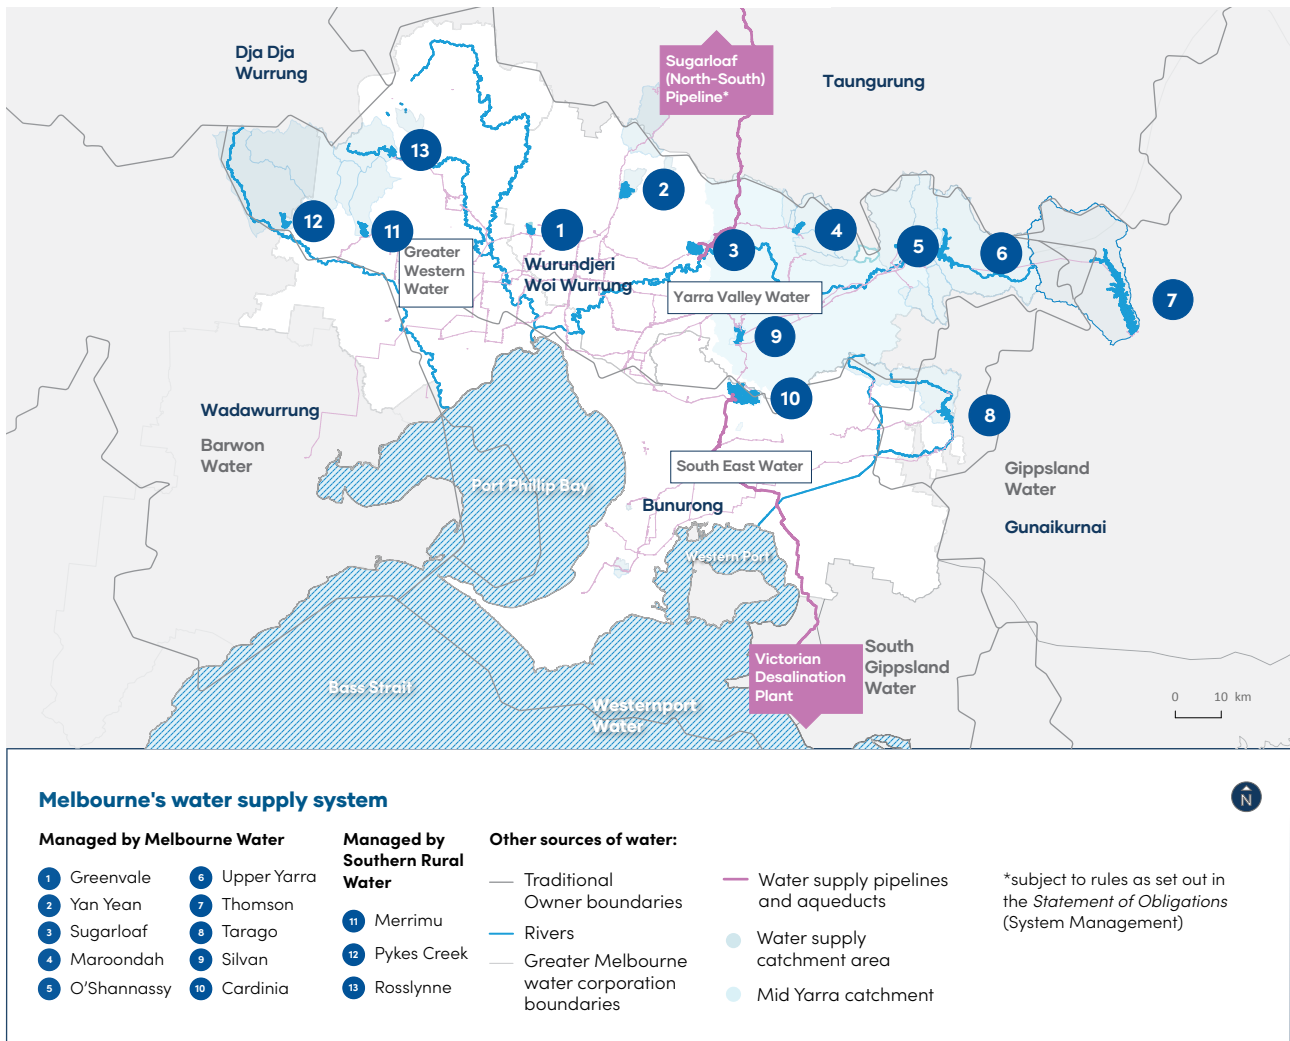 Dja Dja
Wurrung
Sugarloaf
(North-South)
Pipeline*
Taungurung
13
2
12
11
1
3
4
5
6
7
Greater
Western
Water
Wurundjeri
Woi Wurrung
Yarra Valley Water
9
10
8
Wadawurrung
Barwon
Water
South East Water
Port Phillip Bay
Gippsland
Water
Bunurong
Gunaikurnai
Western Port
Victorian
Desalination
Plant
South
Gippsland
Water
Bass Strait
Westernport
Water
0 10 km
Melbourne's water supply system
N
Managed by Melbourne Water
1 Greenvale
2 Yan Yean
3 Sugarloaf
4 Maroondah
5 O'Shannassy
6 Upper Yarra
7 Thomson
8 Tarago
9 Silvan
10 Cardinia
Managed by
Southern Rural
Water
11 Merrimu
12 Pykes Creek
13 Rosslynne
Other sources of water:
Traditional
Owner boundaries
Rivers
Greater Melbourne
water corporation
boundaries
Water supply pipelines
and aqueducts
Water supply
catchment area
Mid Yarra catchment
*subject to rules as set out in
the Statement of Obligations
(System Management)